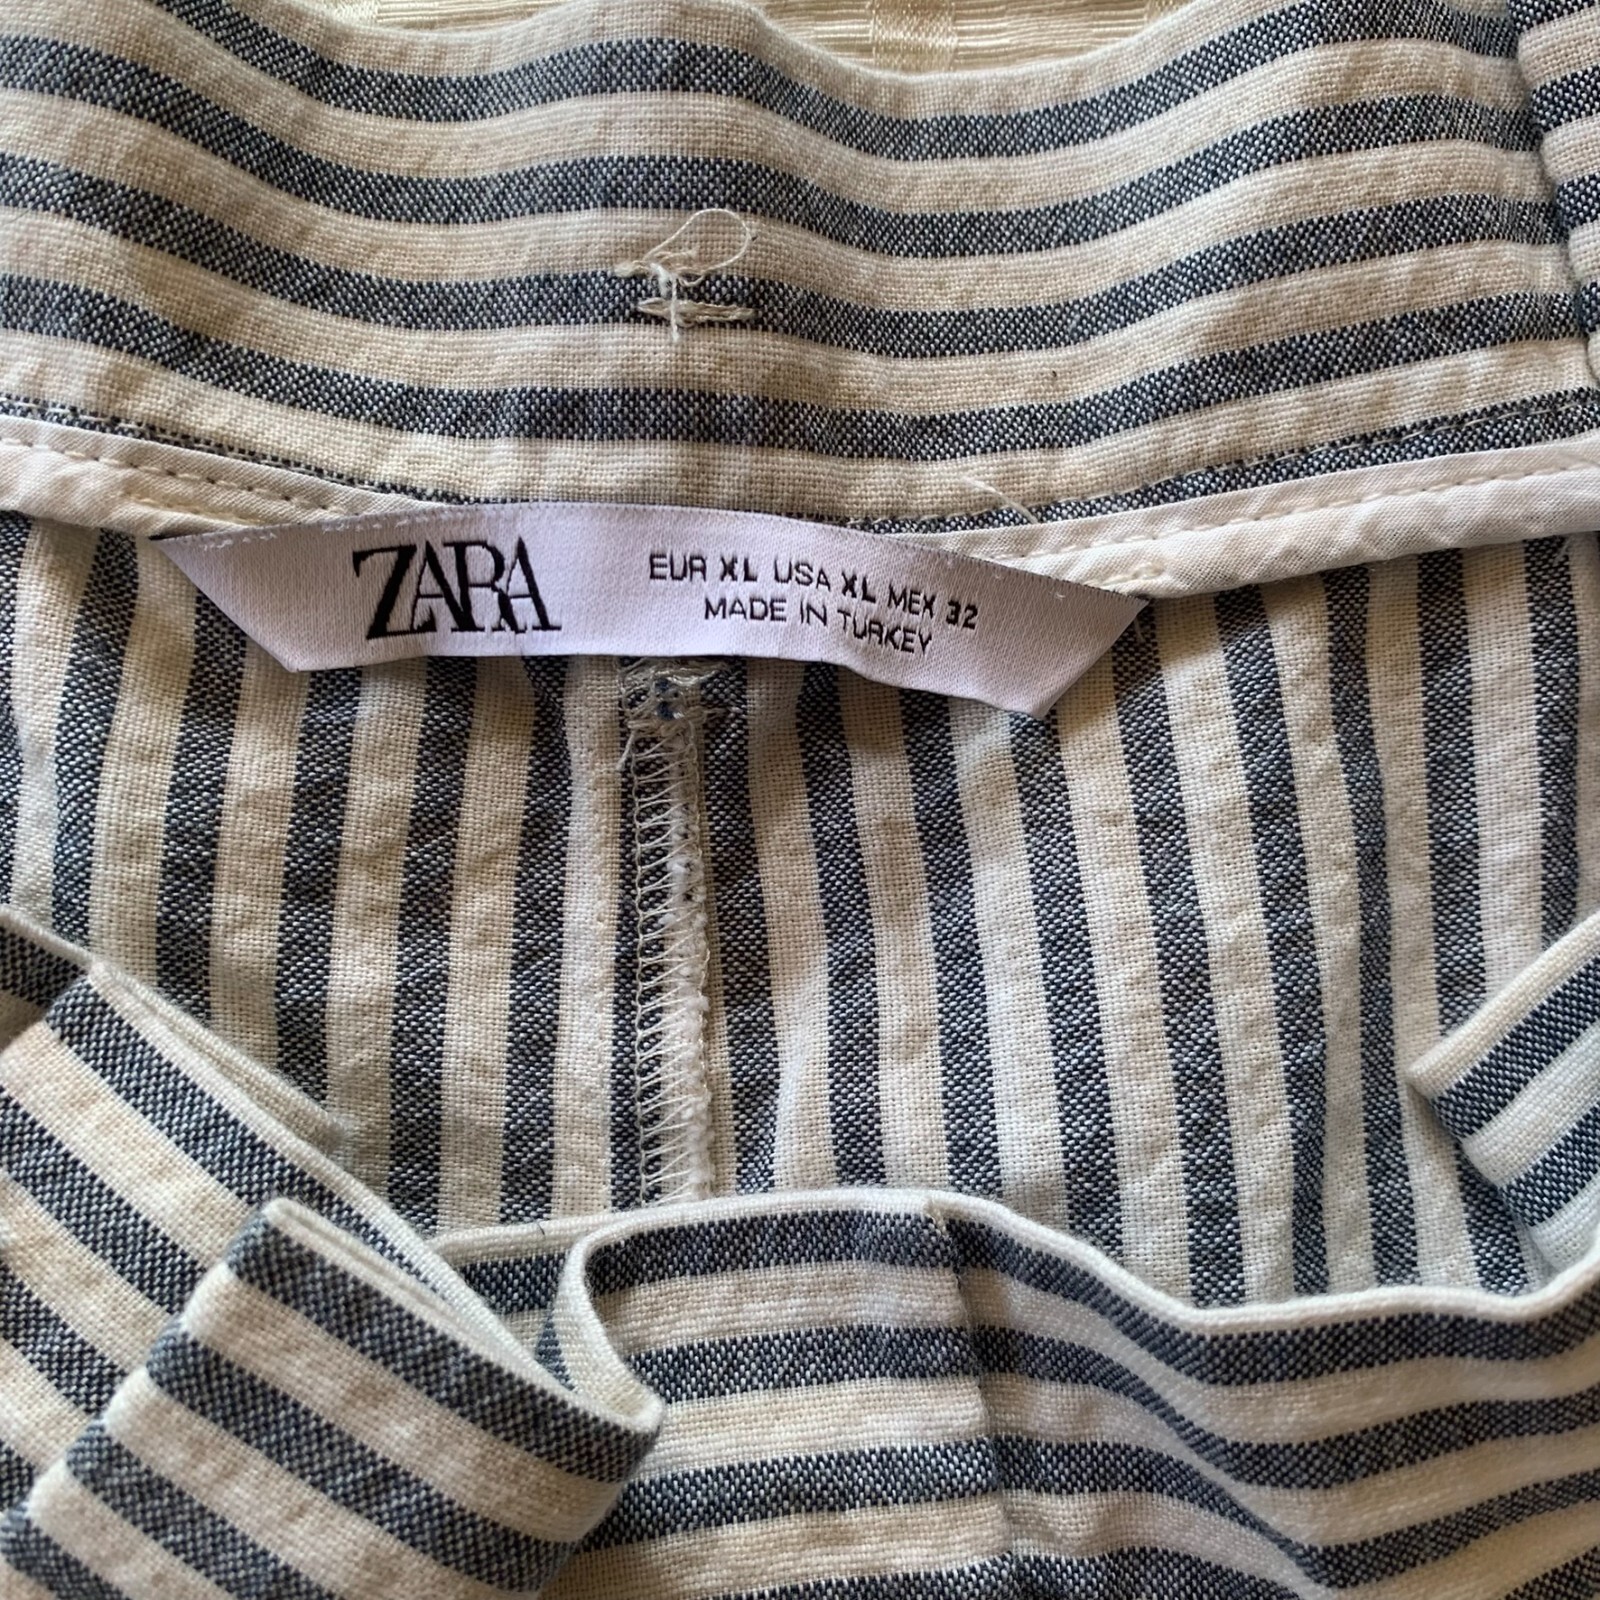 ZARA
EUR XL USA XL MEX 32
MADE IN TURKEY